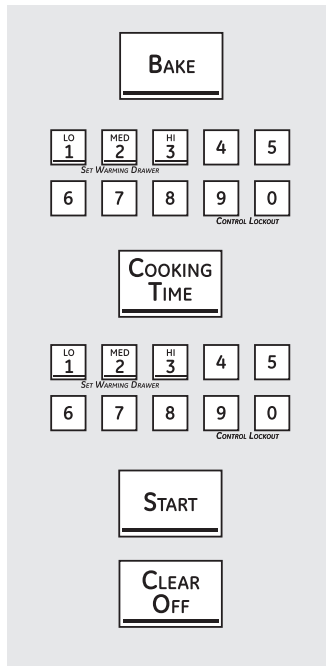 BAKE
LO MED HI
1 2 3 4 5
SET WARMING DRAWER
6 7 8 9 0
CONTROL LOCKOUT
COOKING
TIME
LO MED HI
1 2 3 4 5
SET WARMING DRAWER
6 7 8 9 0
CONTROL LOCKOUT
START
CLEAR
OFF